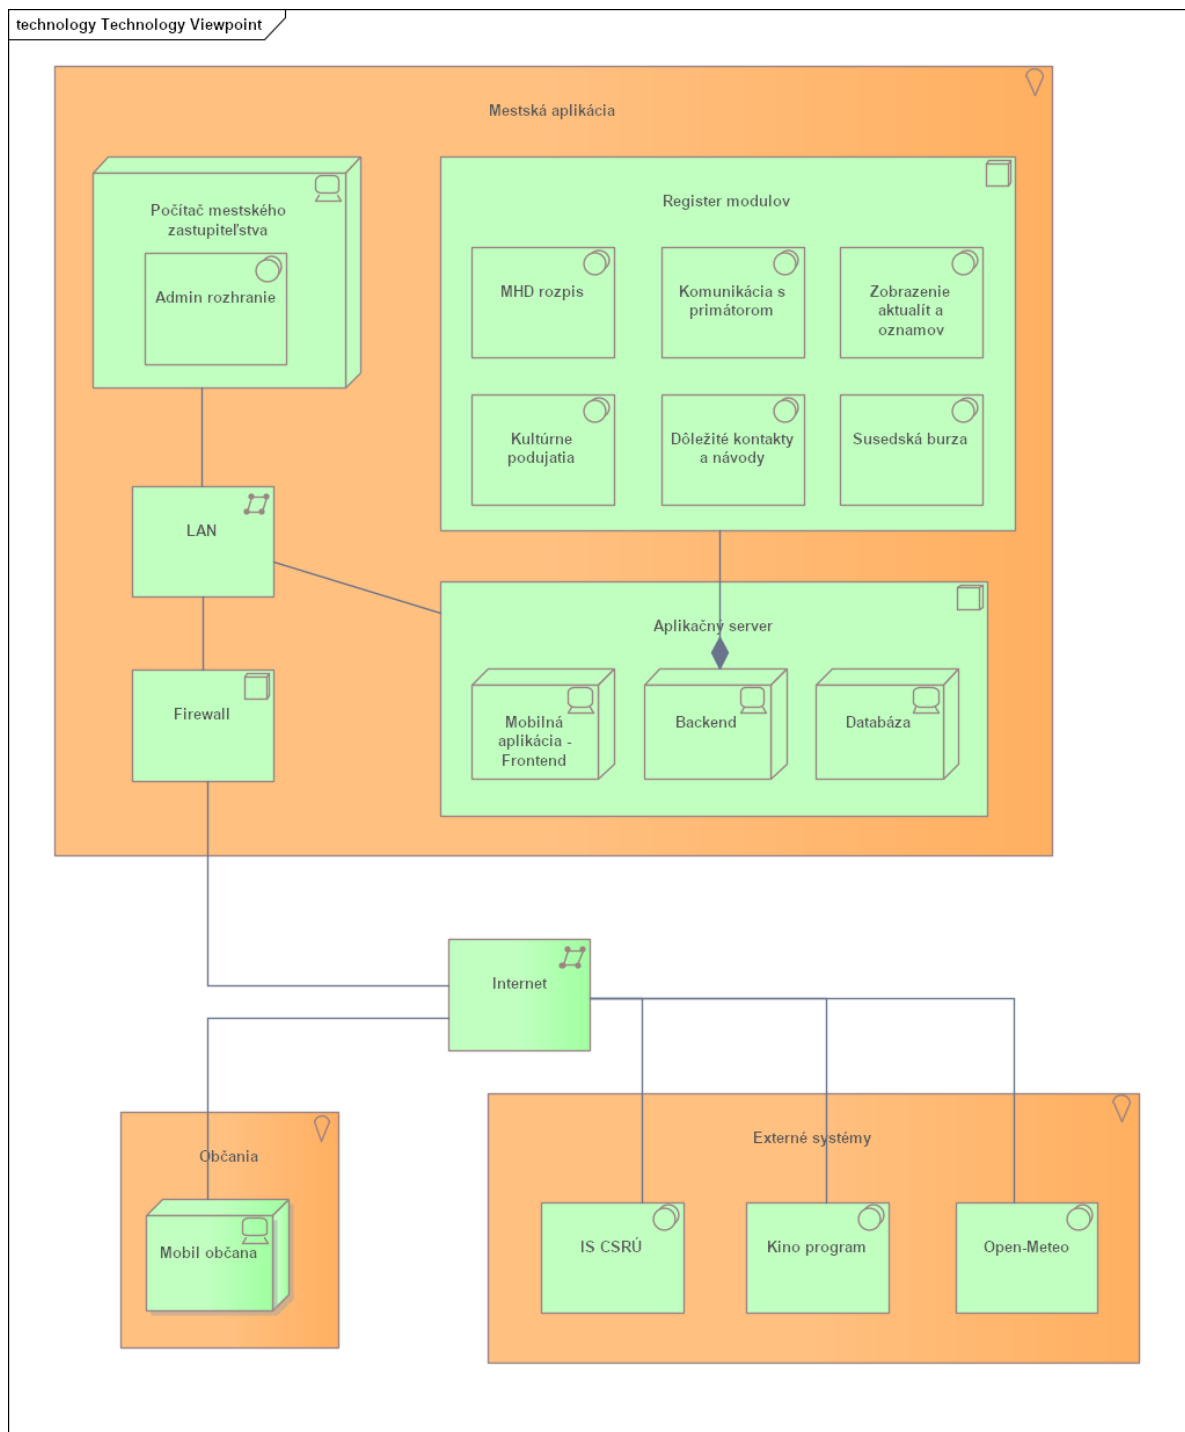 technology Technology Viewpoint
Mestská aplikácia
Počítač mestského
zastupiteľstva
Admin rozhranie
Register modulov
MHD rozpis
Komunikácia s
primátorom
Zobrazenie
aktualít a
oznamov
Kultúrne
podujatia
Dôležité kontakty
a návody
Susedská burza
LAN
Aplikačný server
Firewall
Mobilná
aplikácia -
Frontend
Backend
Databáza
Internet
Občania
Mobil občana
Externé systémy
IS CSRÚ
Kino program
Open-Meteo